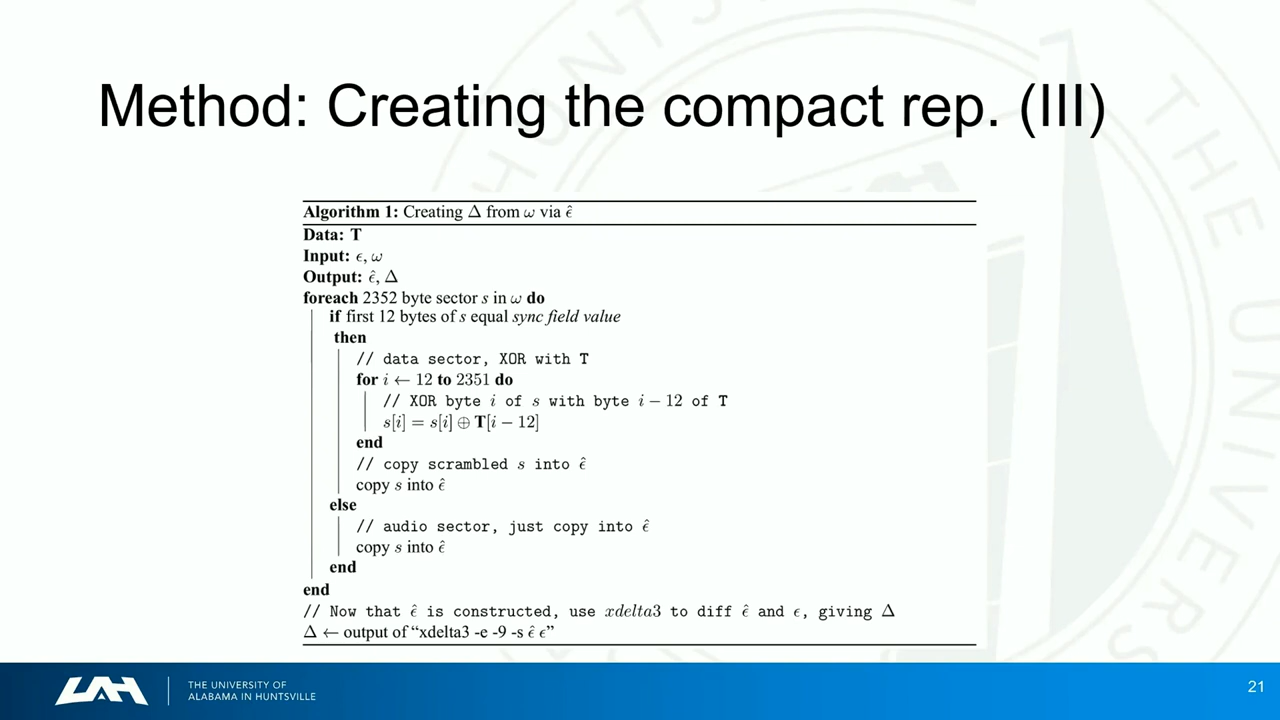 Method: Creating the compact rep. (III)
Algorithm 1: Creating Δ from ω via ϵ̂
Data: T
Input: ϵ, ω
Output: ϵ̂, Δ
foreach 2352 byte sector s in ω do
if first 12 bytes of s equal sync field value
then
// data sector, XOR with T
for i ← 12 to 2351 do
// XOR byte i of s with byte i − 12 of T
s[i] = s[i] ⊕ T[i − 12]
end
// copy scrambled s into ϵ̂
copy s into ϵ̂
else
// audio sector, just copy into ϵ̂
copy s into ϵ̂
end
end
// Now that ϵ̂ is constructed, use xdelta3 to diff ϵ̂ and ϵ, giving Δ
Δ ← output of “xdelta3 -e -9 -s ϵ̂ ϵ”
UAH
THE UNIVERSITY OF
ALABAMA IN HUNTSVILLE
21